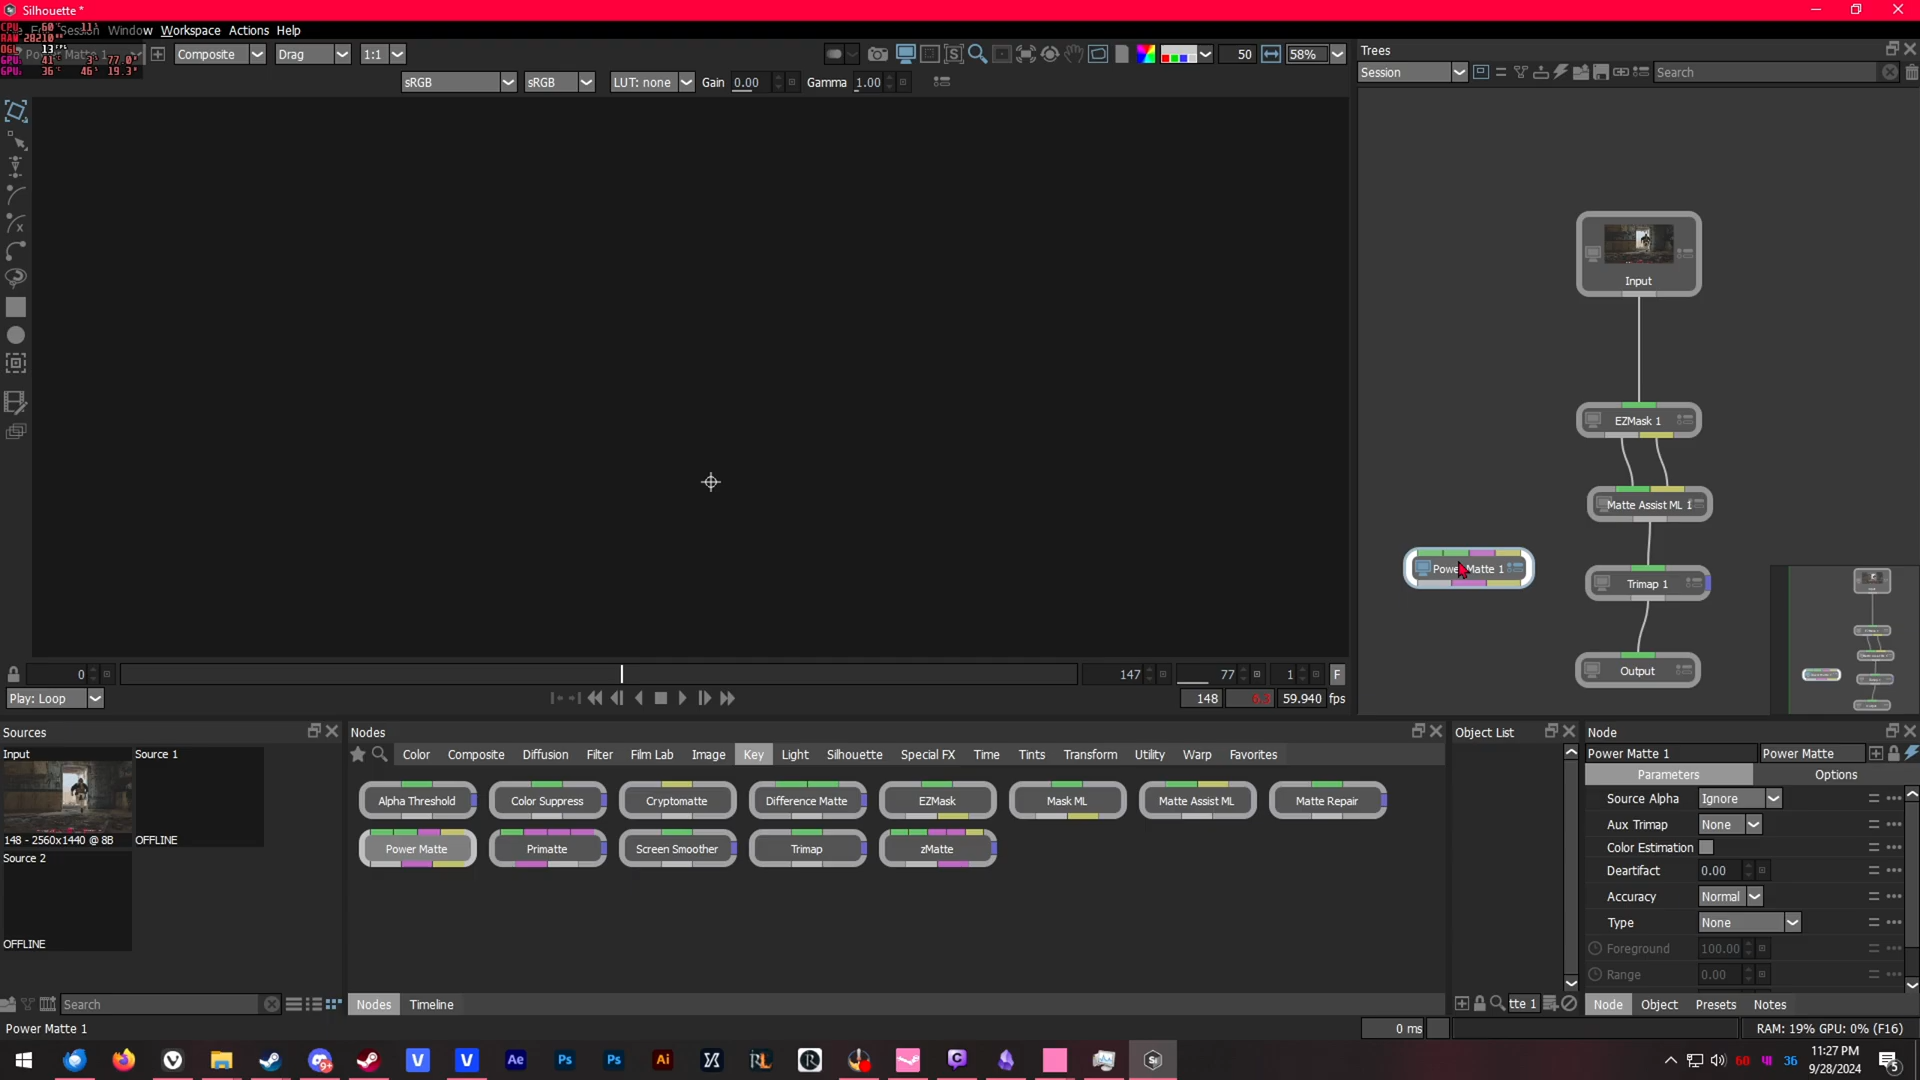 Silhouette *
Window Workspace Actions Help
Composite Drag 1:1 50 58%
sRGB sRGB LUT: none Gain 0.00 Gamma 1.00
Trees
Session Search
Input
EZMask 1
Matte Assist ML 1
Power Matte 1
Trimap 1
Output
0 147 77 1 F
Play: Loop 148 59.940 fps
Sources
Input Source 1
148 - 2560x1440 @ 8B OFFLINE
Source 2
OFFLINE
Search
Nodes
Color Composite Diffusion Filter Film Lab Image Key Light Silhouette Special FX Time Tints Transform Utility Warp Favorites
Alpha Threshold Color Suppress Cryptomatte Difference Matte EZMask Mask ML Matte Assist ML Matte Repair
Power Matte Primatte Screen Smoother Trimap zMatte
Nodes Timeline
Object List
tte 1
Node
Power Matte 1 Power Matte
Parameters Options
Source Alpha Ignore
Aux Trimap None
Color Estimation
Deartifact 0.00
Accuracy Normal
Type None
Foreground 100.00
Range 0.00
Node Object Presets Notes
Power Matte 1 0 ms RAM: 19% GPU: 0% (F16)
11:27 PM
9/28/2024